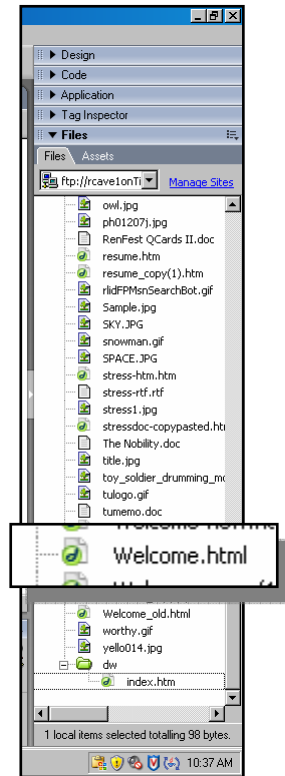 Design
Code
Application
Tag Inspector
Files
Files Assets
ftp://rcave1onTi Manage Sites
owl.jpg
ph01207j.jpg
RenFest QCards II.doc
resume.htm
resume_copy(1).htm
rlidFPMsnSearchBot.gif
Sample.jpg
SKY.JPG
snowman.gif
SPACE.JPG
stress-htm.htm
stress-rtf.rtf
stress1.jpg
stressdoc-copypasted.htm
The Nobility.doc
title.jpg
toy_soldier_drumming_mo
tulogo.gif
tumemo.doc
Welcome.html
Welcome_old.html
worthy.gif
yello014.jpg
dw
index.htm
1 local items selected totalling 98 bytes.
10:37 AM